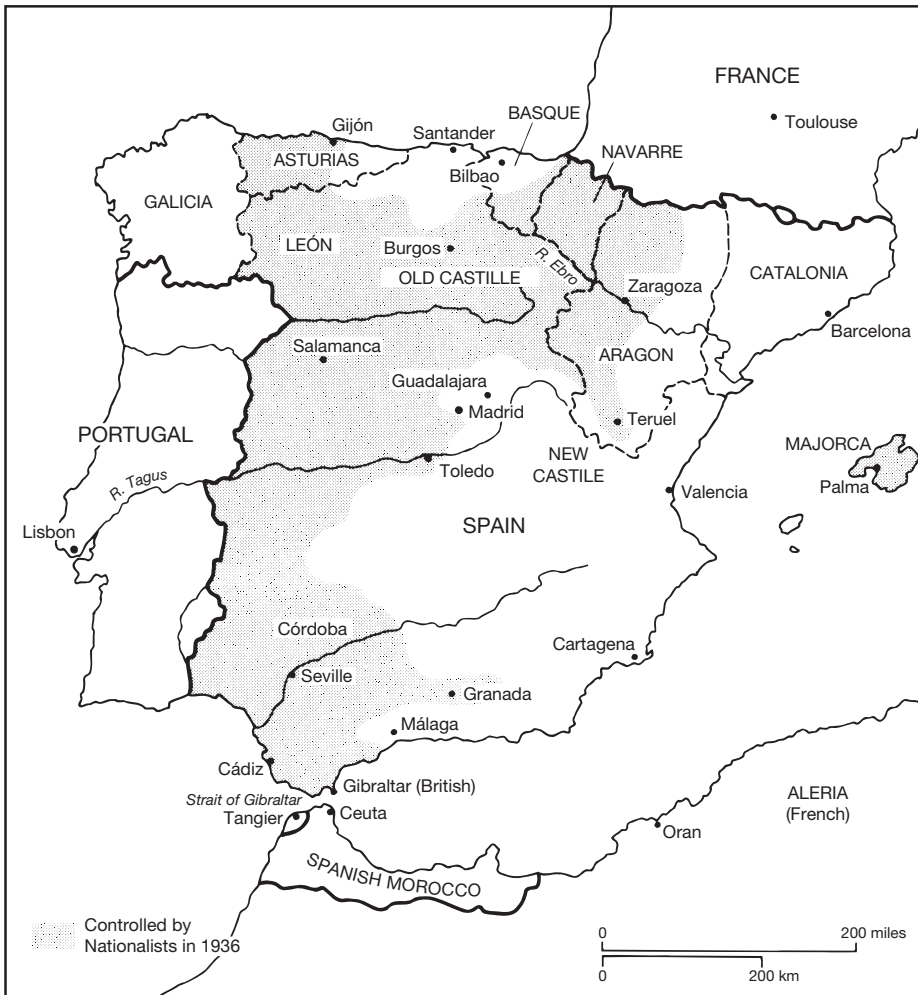 FRANCE
Toulouse
BASQUE
Gijón
Santander
NAVARRE
ASTURIAS
Bilbao
GALICIA
LEÓN
Burgos
R. Ebro
OLD CASTILLE
CATALONIA
Zaragoza
Barcelona
Salamanca
ARAGON
Guadalajara
Madrid
Teruel
PORTUGAL
MAJORCA
NEW
CASTILE
Toledo
Palma
R. Tagus
Valencia
SPAIN
Lisbon
Córdoba
Cartagena
Seville
Granada
Málaga
Cádiz
Gibraltar (British)
ALERIA
(French)
Strait of Gibraltar
Tangier
Ceuta
Oran
SPANISH MOROCCO
Controlled by
Nationalists in 1936
0 200 miles
0 200 km